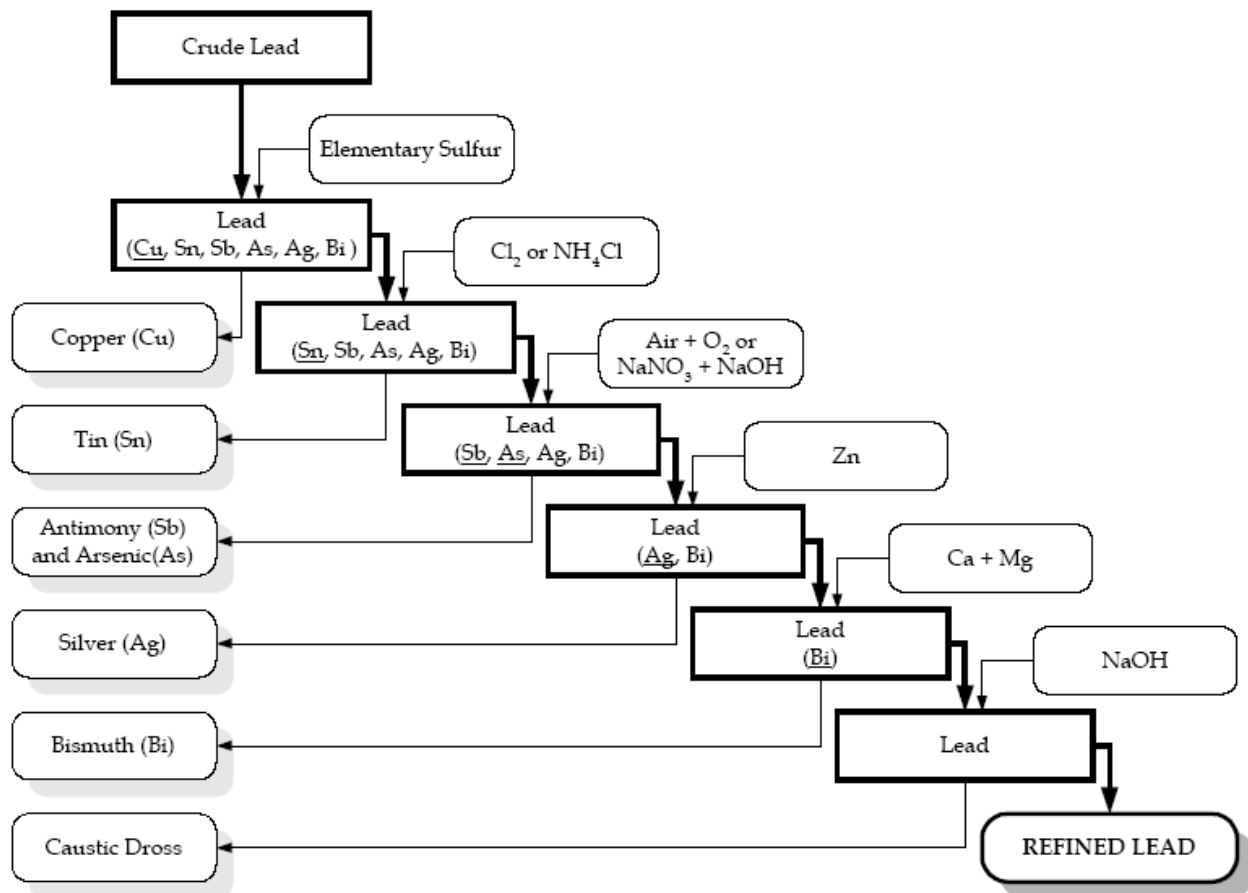 Crude Lead
Elementary Sulfur
Lead
(Cu, Sn, Sb, As, Ag, Bi )
Cl₂ or NH₄Cl
Copper (Cu)
Lead
(Sn, Sb, As, Ag, Bi)
Air + O₂ or
NaNO₃ + NaOH
Tin (Sn)
Lead
(Sb, As, Ag, Bi)
Zn
Antimony (Sb)
and Arsenic(As)
Lead
(Ag, Bi)
Ca + Mg
Silver (Ag)
Lead
(Bi)
NaOH
Bismuth (Bi)
Lead
Caustic Dross
REFINED LEAD